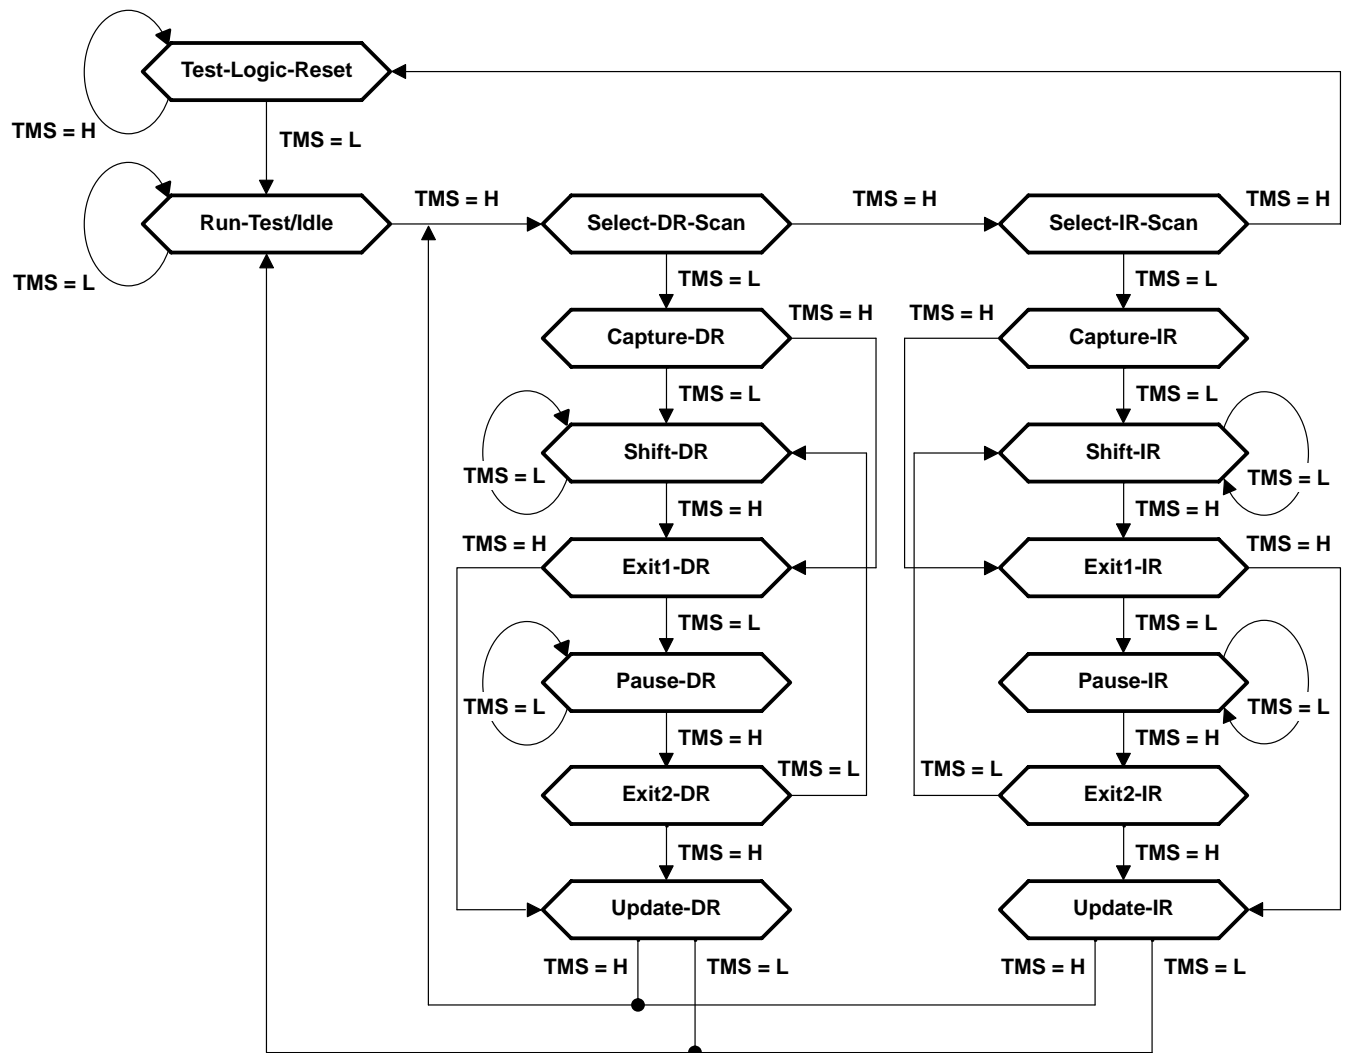 Test-Logic-Reset
TMS = H
TMS = L
Run-Test/Idle
TMS = H
Select-DR-Scan
TMS = H
Select-IR-Scan
TMS = H
TMS = L
TMS = L
TMS = L
Capture-DR
TMS = H
TMS = H
Capture-IR
TMS = L
TMS = L
Shift-DR
TMS = L
Shift-IR
TMS = L
TMS = H
TMS = H
TMS = H
Exit1-DR
Exit1-IR
TMS = H
TMS = L
TMS = L
Pause-DR
TMS = L
Pause-IR
TMS = L
TMS = H
TMS = H
Exit2-DR
TMS = L
TMS = L
Exit2-IR
TMS = H
TMS = H
Update-DR
Update-IR
TMS = H
TMS = L
TMS = H
TMS = L